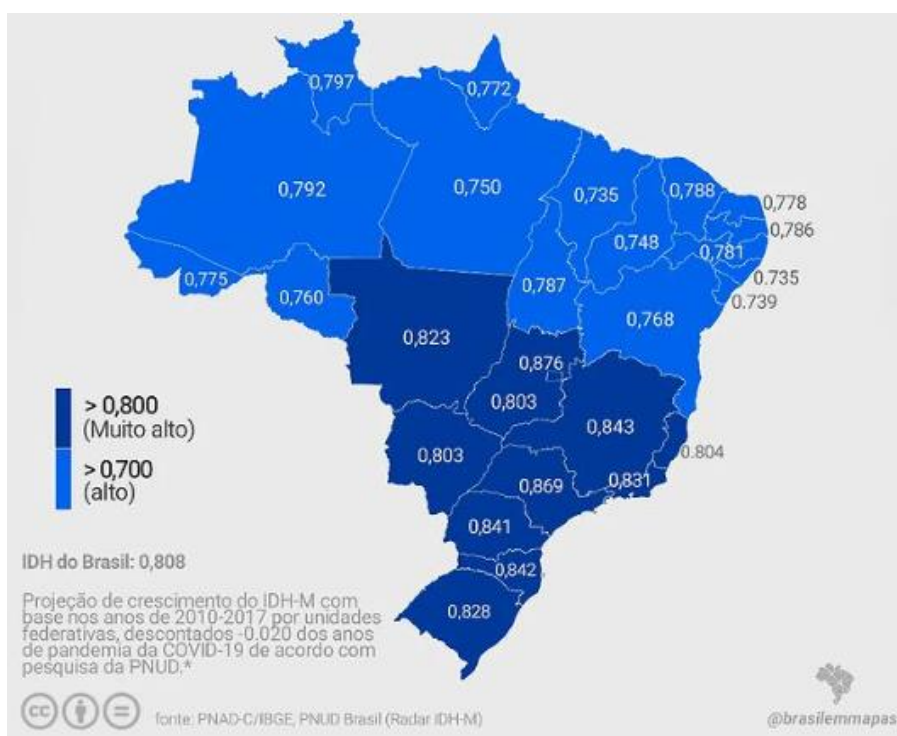 0,797
0,772
0,792
0,750
0,735
0,788
0,778
0,786
0,748
0,781
0.735
0.739
0,775
0,760
0,787
0,768
0,823
0,876
0,803
0,843
0,803
0.804
0,869
0,831
0,841
0,842
0,828
> 0,800
(Muito alto)
> 0,700
(alto)
IDH do Brasil: 0,808
Projeção de crescimento do IDH-M com
base nos anos de 2010-2017 por unidades
federativas, descontados -0.020 dos anos
de pandemia da COVID-19 de acordo com
pesquisa da PNUD.*
cc
fonte: PNAD-C/IBGE, PNUD Brasil (Radar IDH-M)
@brasilemmapas